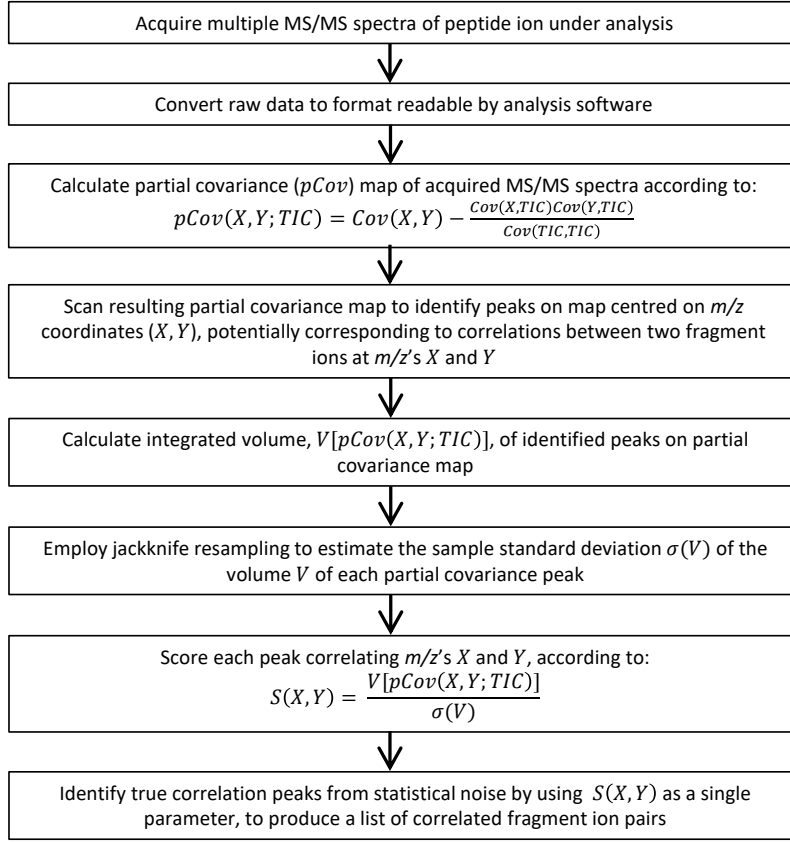 Acquire multiple MS/MS spectra of peptide ion under analysis
Convert raw data to format readable by analysis software
Calculate partial covariance (pCov) map of acquired MS/MS spectra according to:
pCov(X,Y;TIC) = Cov(X,Y) − Cov(X,TIC)Cov(Y,TIC) / Cov(TIC,TIC)
Scan resulting partial covariance map to identify peaks on map centred on m/z
coordinates (X,Y), potentially corresponding to correlations between two fragment
ions at m/z's X and Y
Calculate integrated volume, V[pCov(X,Y;TIC)], of identified peaks on partial
covariance map
Employ jackknife resampling to estimate the sample standard deviation σ(V) of the
volume V of each partial covariance peak
Score each peak correlating m/z's X and Y, according to:
S(X,Y) = V[pCov(X,Y;TIC)] / σ(V)
Identify true correlation peaks from statistical noise by using S(X,Y) as a single
parameter, to produce a list of correlated fragment ion pairs